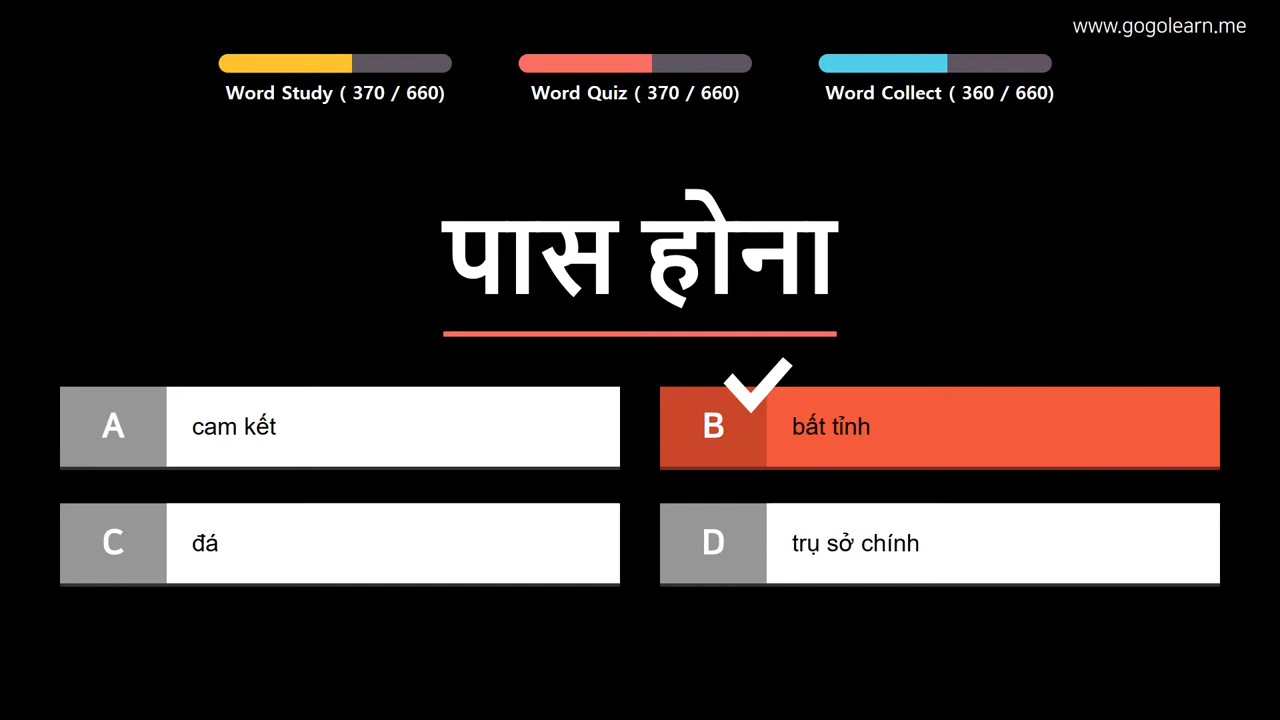 www.gogolearn.me
Word Study ( 370 / 660)
Word Quiz ( 370 / 660)
Word Collect ( 360 / 660)
पास होना
A cam kết
B bất tỉnh
C đá
D trụ sở chính